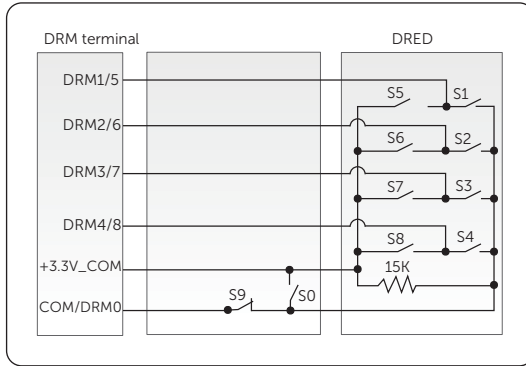 DRM terminal
DRED
DRM1/5
S5
S1
DRM2/6
S6
S2
DRM3/7
S7
S3
DRM4/8
S8
S4
+3.3V_COM
15K
S9
S0
COM/DRM0